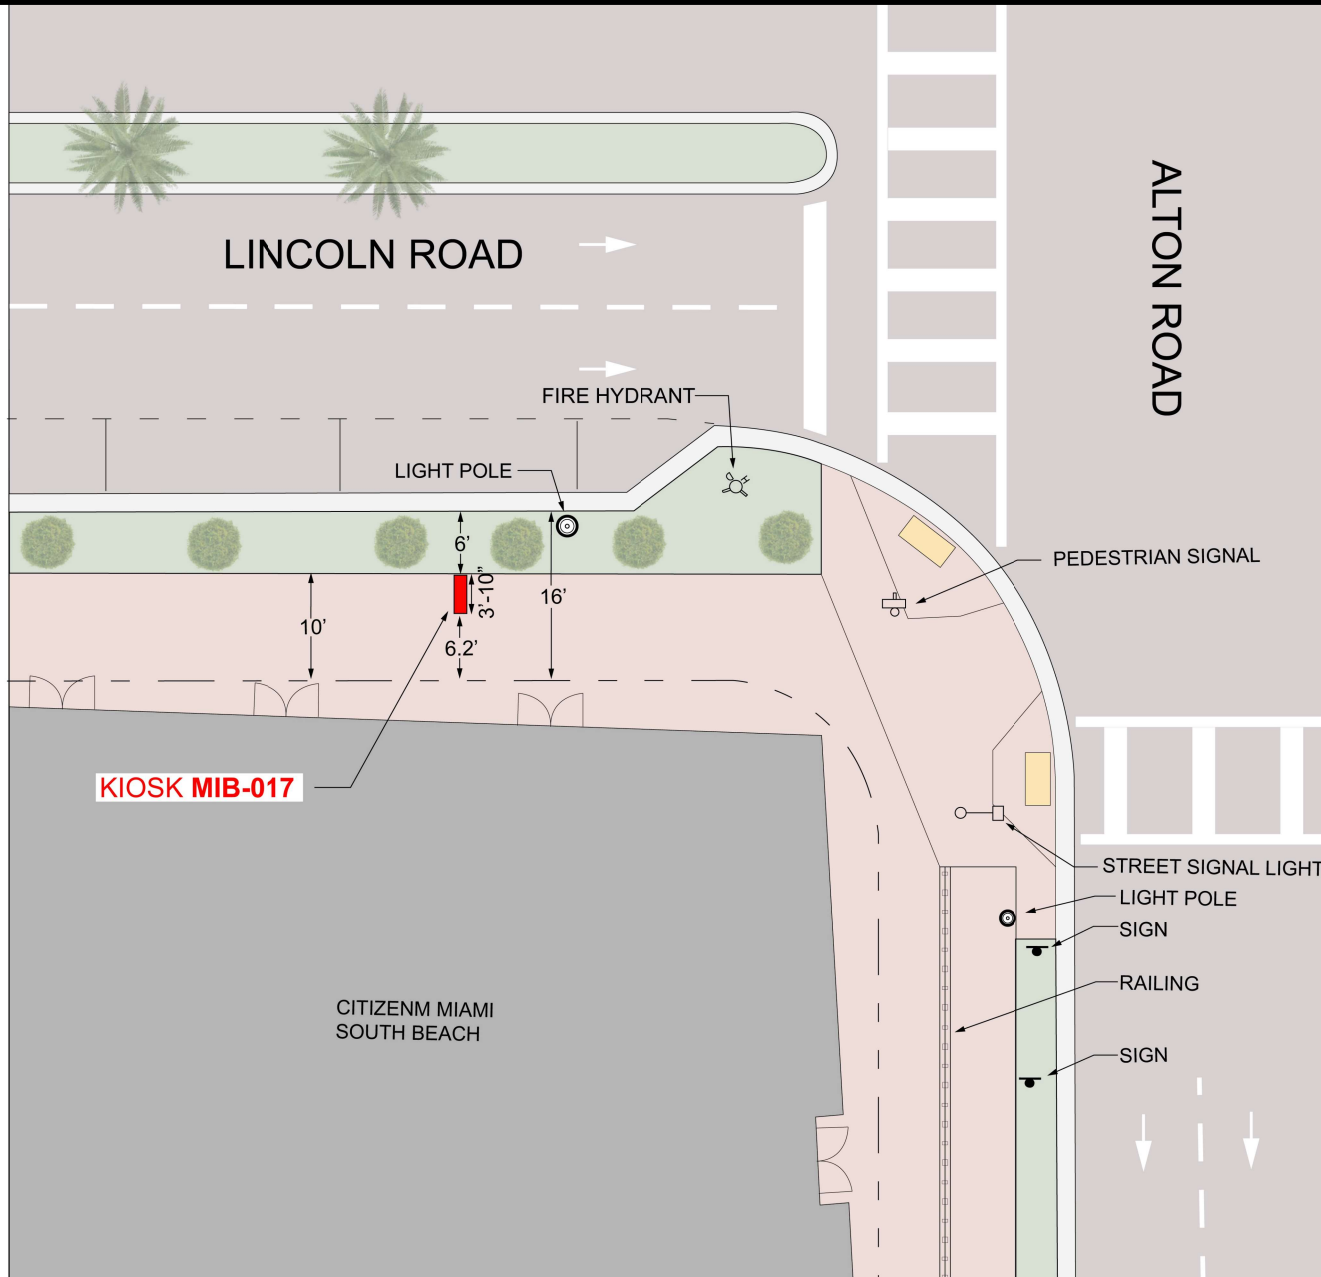 LINCOLN ROAD
ALTON ROAD
FIRE HYDRANT
LIGHT POLE
6'
3'-10"
16'
10'
6.2'
PEDESTRIAN SIGNAL
KIOSK MIB-017
STREET SIGNAL LIGHT
LIGHT POLE
SIGN
RAILING
SIGN
CITIZENM MIAMI
SOUTH BEACH